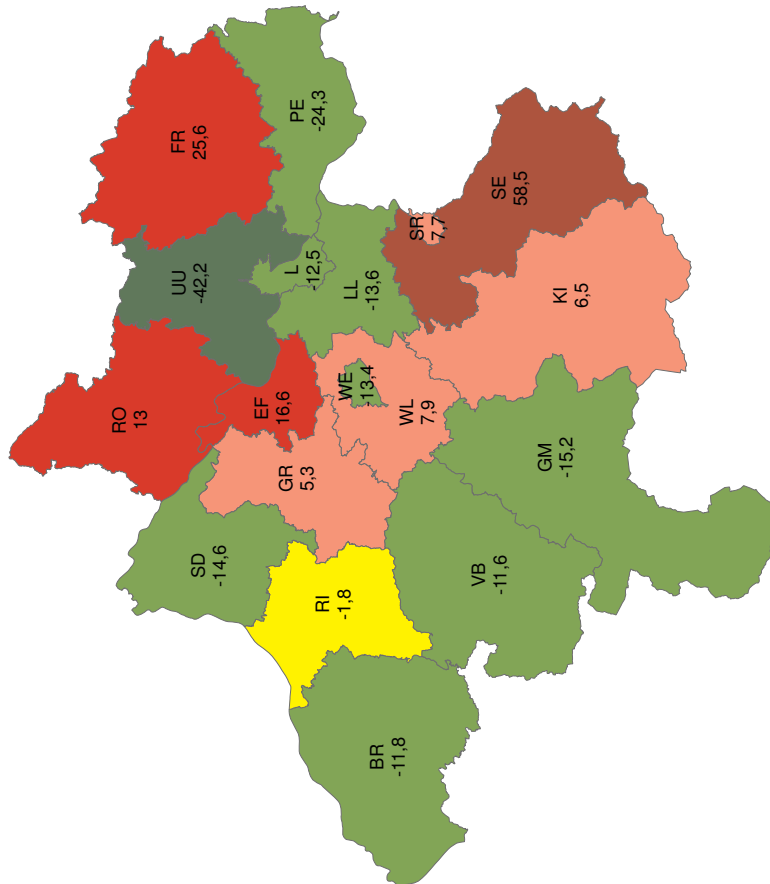 FR
25,6
PE
-24,3
UU
-42,2
L
-12,5
LL
-13,6
SR
7,7
SE
58,5
KI
6,5
RO
13
EF
16,6
WE
-13,4
WL
7,9
GR
5,3
GM
-15,2
SD
-14,6
RI
-1,8
VB
-11,6
BR
-11,8